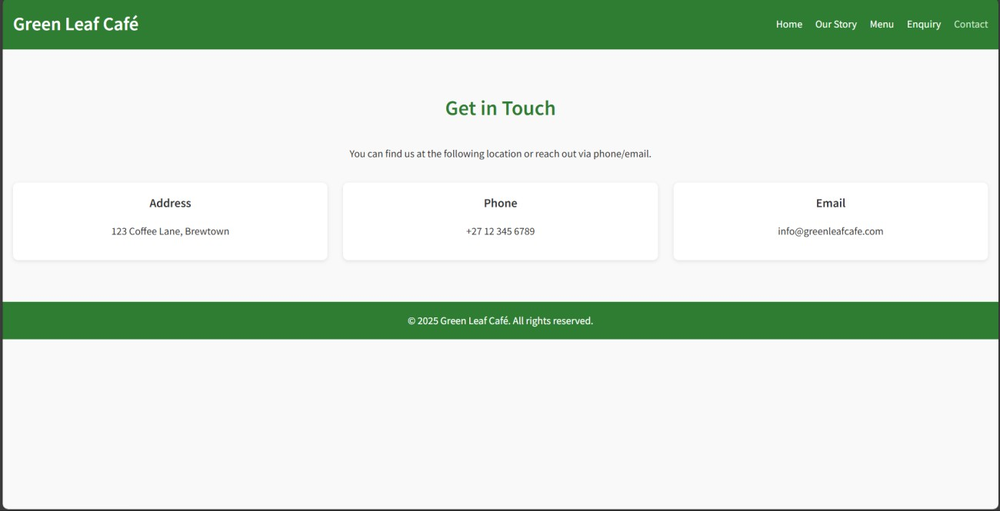 Green Leaf Café
Home Our Story Menu Enquiry Contact
Get in Touch
You can find us at the following location or reach out via phone/email.
Address
123 Coffee Lane, Brewtown
Phone
+27 12 345 6789
Email
info@greenleafcafe.com
© 2025 Green Leaf Café. All rights reserved.